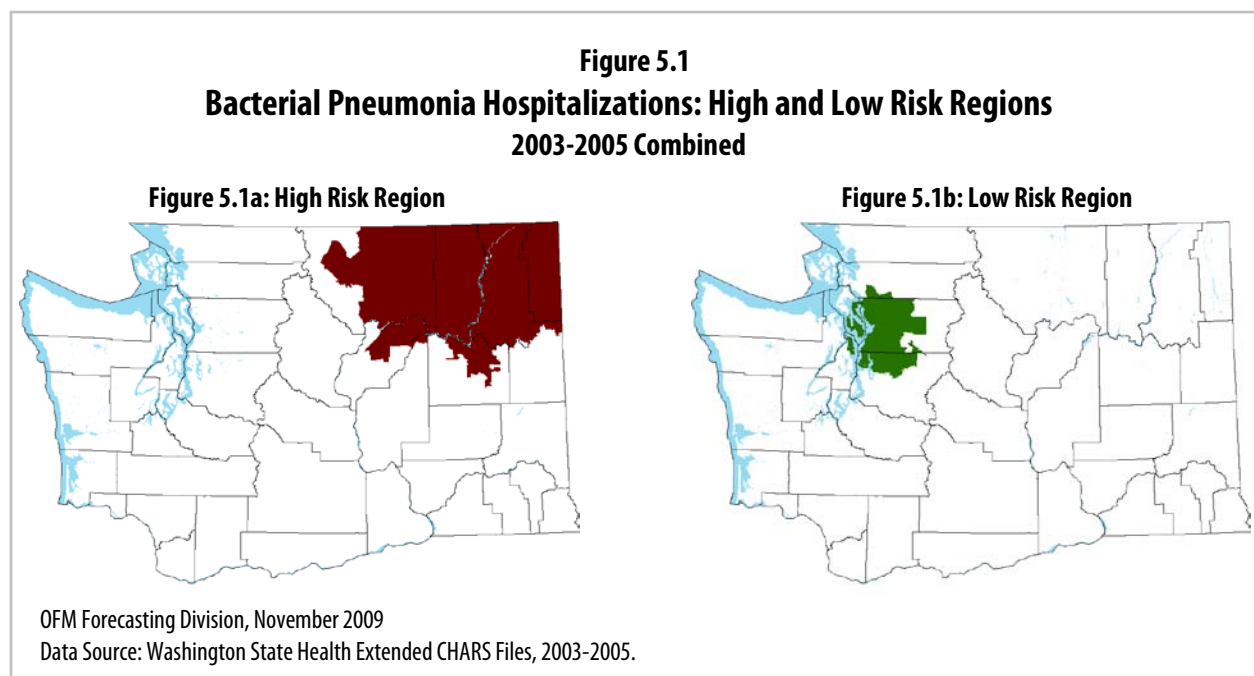 Figure 5.1
Bacterial Pneumonia Hospitalizations: High and Low Risk Regions
2003-2005 Combined
Figure 5.1a: High Risk Region
Figure 5.1b: Low Risk Region
OFM Forecasting Division, November 2009
Data Source: Washington State Health Extended CHARS Files, 2003-2005.